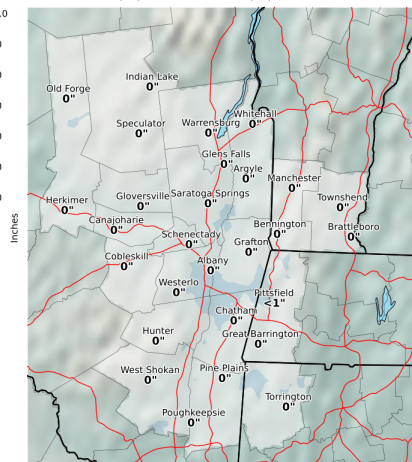 Inches
Indian Lake
0"
Old Forge
0"
Whitehall
0"
Speculator
0"
Warrensburg
0"
Glens Falls
0"
Argyle
0"
Manchester
0"
Saratoga Springs
0"
Gloversville
0"
Herkimer
0"
Townshend
0"
Canajoharie
0"
Bennington
0"
Brattleboro
0"
Schenectady
0"
Grafton
0"
Cobleskill
0"
Albany
0"
Westerlo
0"
Pittsfield
<1"
Chatham
0"
Hunter
0"
Great Barrington
0"
West Shokan
0"
Pine Plains
0"
Torrington
0"
Poughkeepsie
0"